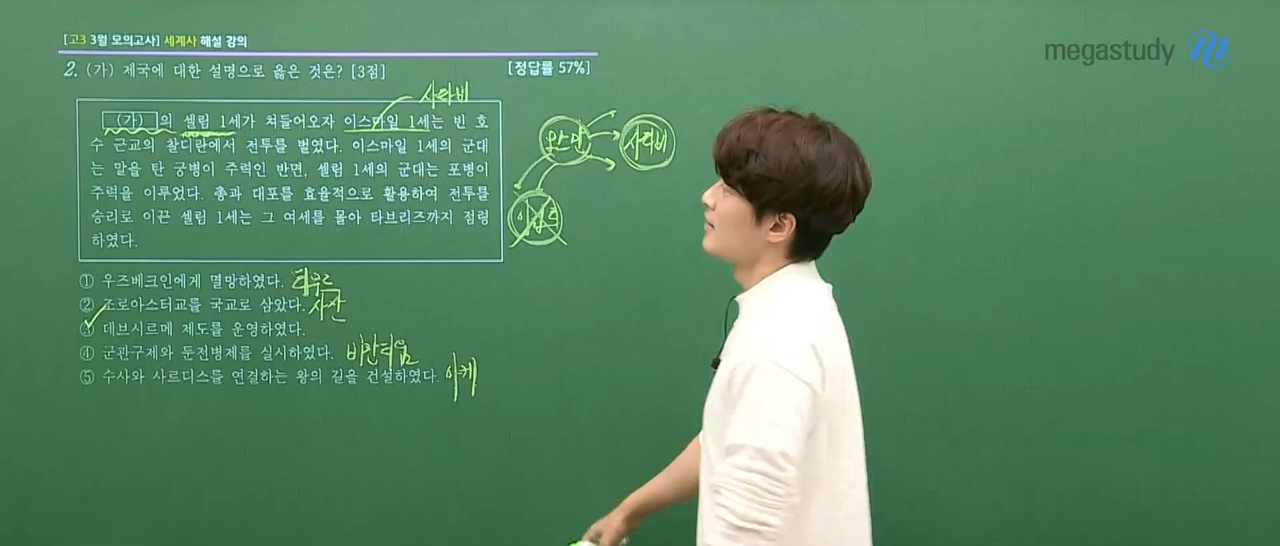 [고3 3월 모의고사] 세계사 해설 강의
megastudy
2. (가) 제국에 대한 설명으로 옳은 것은? [3점] [정답률 57%]
사파비
(가) 의 셀림 1세가 쳐들어오자 이스마일 1세는 반 호
수 근교의 찰디란에서 전투를 벌였다. 이스마일 1세의 군대
는 말을 탄 궁병이 주력인 반면, 셀림 1세의 군대는 포병이
주력을 이루었다. 총과 대포를 효율적으로 활용하여 전투를
승리로 이끈 셀림 1세는 그 여세를 몰아 타브리즈까지 점령
하였다.
오스만 사파비
이집트
① 우즈베크인에게 멸망하였다. 티무르
② 조로아스터교를 국교로 삼았다. 사산
③ 데브시르메 제도를 운영하였다.
④ 군관구제와 둔전병제를 실시하였다. 비잔티움
⑤ 수사와 사르디스를 연결하는 왕의 길을 건설하였다. 아케